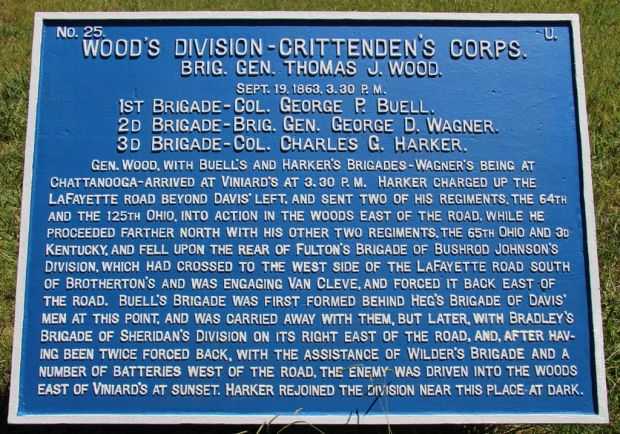 No. 25. U.
WOOD'S DIVISION-CRITTENDEN'S CORPS.
BRIG. GEN. THOMAS J. WOOD.
SEPT. 19, 1863, 3.30 P.M.
1ST BRIGADE-COL. GEORGE P. BUELL.
2D BRIGADE-BRIG. GEN. GEORGE D. WAGNER.
3D BRIGADE-COL. CHARLES G. HARKER.
GEN. WOOD, WITH BUELL'S AND HARKER'S BRIGADES-WAGNER'S BEING AT
CHATTANOOGA-ARRIVED AT VINIARD'S AT 3.30 P.M. HARKER CHARGED UP THE
LAFAYETTE ROAD BEYOND DAVIS' LEFT, AND SENT TWO OF HIS REGIMENTS, THE 64TH
AND THE 125TH OHIO, INTO ACTION IN THE WOODS EAST OF THE ROAD, WHILE HE
PROCEEDED FARTHER NORTH WITH HIS OTHER TWO REGIMENTS, THE 65TH OHIO AND 3D
KENTUCKY, AND FELL UPON THE REAR OF FULTON'S BRIGADE OF BUSHROD JOHNSON'S
DIVISION, WHICH HAD CROSSED TO THE WEST SIDE OF THE LAFAYETTE ROAD SOUTH
OF BROTHERTON'S AND WAS ENGAGING VAN CLEVE, AND FORCED IT BACK EAST OF
THE ROAD. BUELL'S BRIGADE WAS FIRST FORMED BEHIND HEG'S BRIGADE OF DAVIS'
MEN AT THIS POINT, AND WAS CARRIED AWAY WITH THEM, BUT LATER, WITH BRADLEY'S
BRIGADE OF SHERIDAN'S DIVISION ON ITS RIGHT EAST OF THE ROAD, AND, AFTER HAV-
ING BEEN TWICE FORCED BACK, WITH THE ASSISTANCE OF WILDER'S BRIGADE AND A
NUMBER OF BATTERIES WEST OF THE ROAD, THE ENEMY WAS DRIVEN INTO THE WOODS
EAST OF VINIARD'S AT SUNSET. HARKER REJOINED THE DIVISION NEAR THIS PLACE AT DARK.